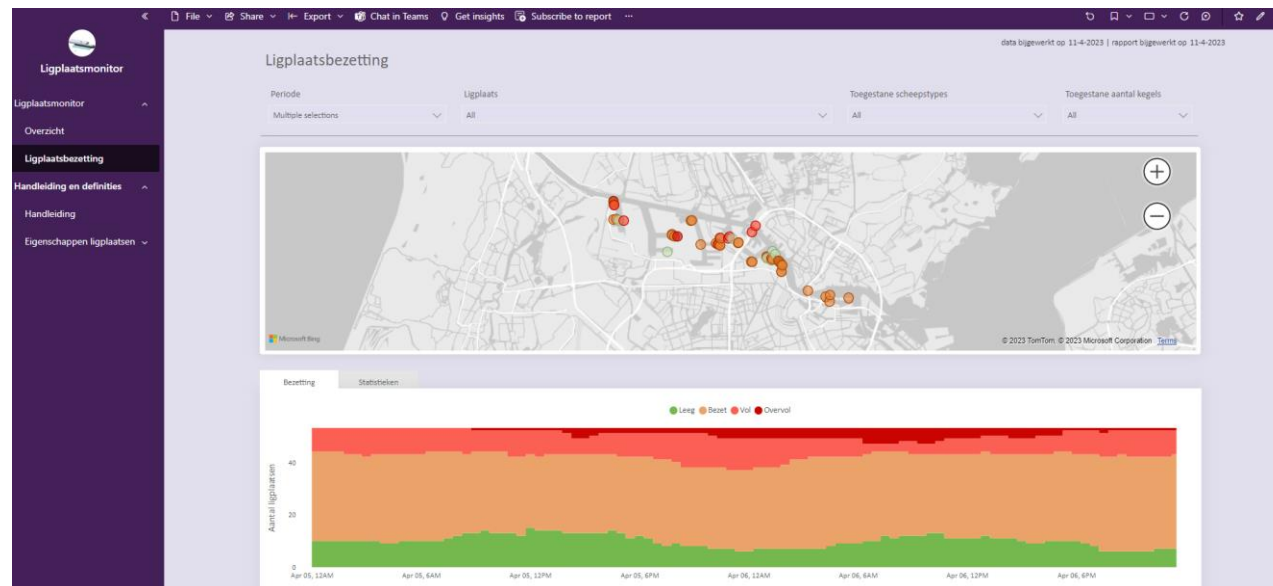 File Share Export Chat in Teams Get insights Subscribe to report ...
Ligplaatsmonitor
Ligplaatsmonitor
Overzicht
Ligplaatsbezetting
Handleiding en definities
Handleiding
Eigenschappen ligplaatsen
data bijgewerkt op 11-4-2023 | rapport bijgewerkt op 11-4-2023
Ligplaatsbezetting
Periode Ligplaats Toegestane scheepstypes Toegestane aantal kegels
Multiple selections All All All
Microsoft Bing © 2023 TomTom, © 2023 Microsoft Corporation Terms
Bezetting Statistieken
Leeg Bezet Vol Overvol
Aantal ligplaatsen
40
20
0
Apr 05, 12AM Apr 05, 6AM Apr 05, 12PM Apr 05, 6PM Apr 06, 12AM Apr 06, 6AM Apr 06, 12PM Apr 06, 6PM